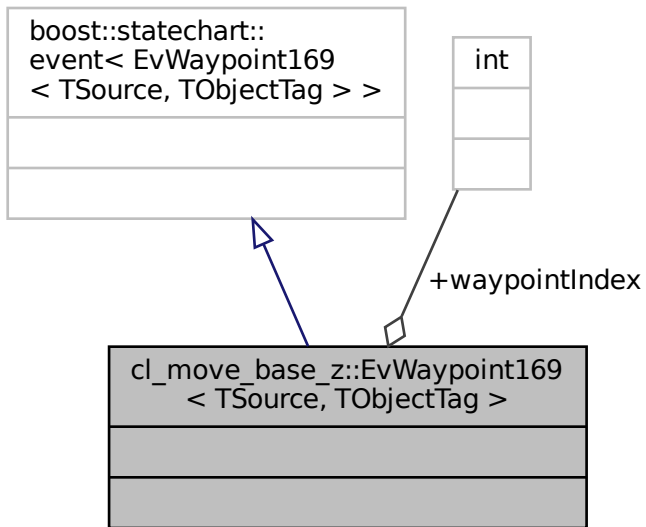 boost::statechart::
event< EvWaypoint169
< TSource, TObjectTag > >
int
+waypointIndex
cl_move_base_z::EvWaypoint169
< TSource, TObjectTag >